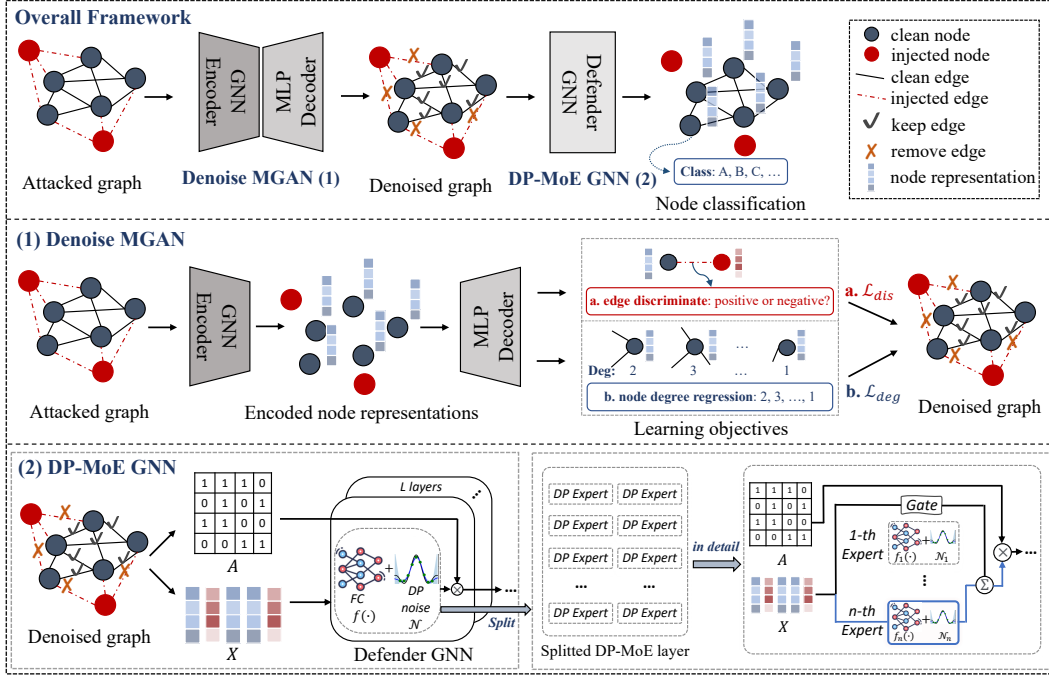 Overall Framework
Attacked graph
GNN
Encoder
MLP
Decoder
Denoise MGAN (1)
Denoised graph
Defender
GNN
DP-MoE GNN (2)
Class: A, B, C, ...
Node classification
clean node
injected node
clean edge
injected edge
keep edge
remove edge
node representation
(1) Denoise MGAN
Attacked graph
GNN
Encoder
Encoded node representations
MLP
Decoder
a. edge discriminate: positive or negative?
...
Deg: 2 3 ... 1
b. node degree regression: 2, 3, ..., 1
Learning objectives
a. ℒdis
b. ℒdeg
Denoised graph
(2) DP-MoE GNN
Denoised graph
1 1 1 0
0 1 0 1
1 1 0 0
0 0 1 1
A
X
L layers
...
FC
f(·)
+
DP
noise
𝒩
⊗
...
Defender GNN
Split
DP Expert DP Expert
DP Expert DP Expert
DP Expert DP Expert
... ...
DP Expert DP Expert
Splitted DP-MoE layer
in detail
1 1 1 0
0 1 0 1
1 1 0 0
0 0 1 1
A
X
Gate
1-th
Expert
f1(·)
+
𝒩1
⋮
n-th
Expert
fn(·)
+
𝒩n
Σ
⊗
...